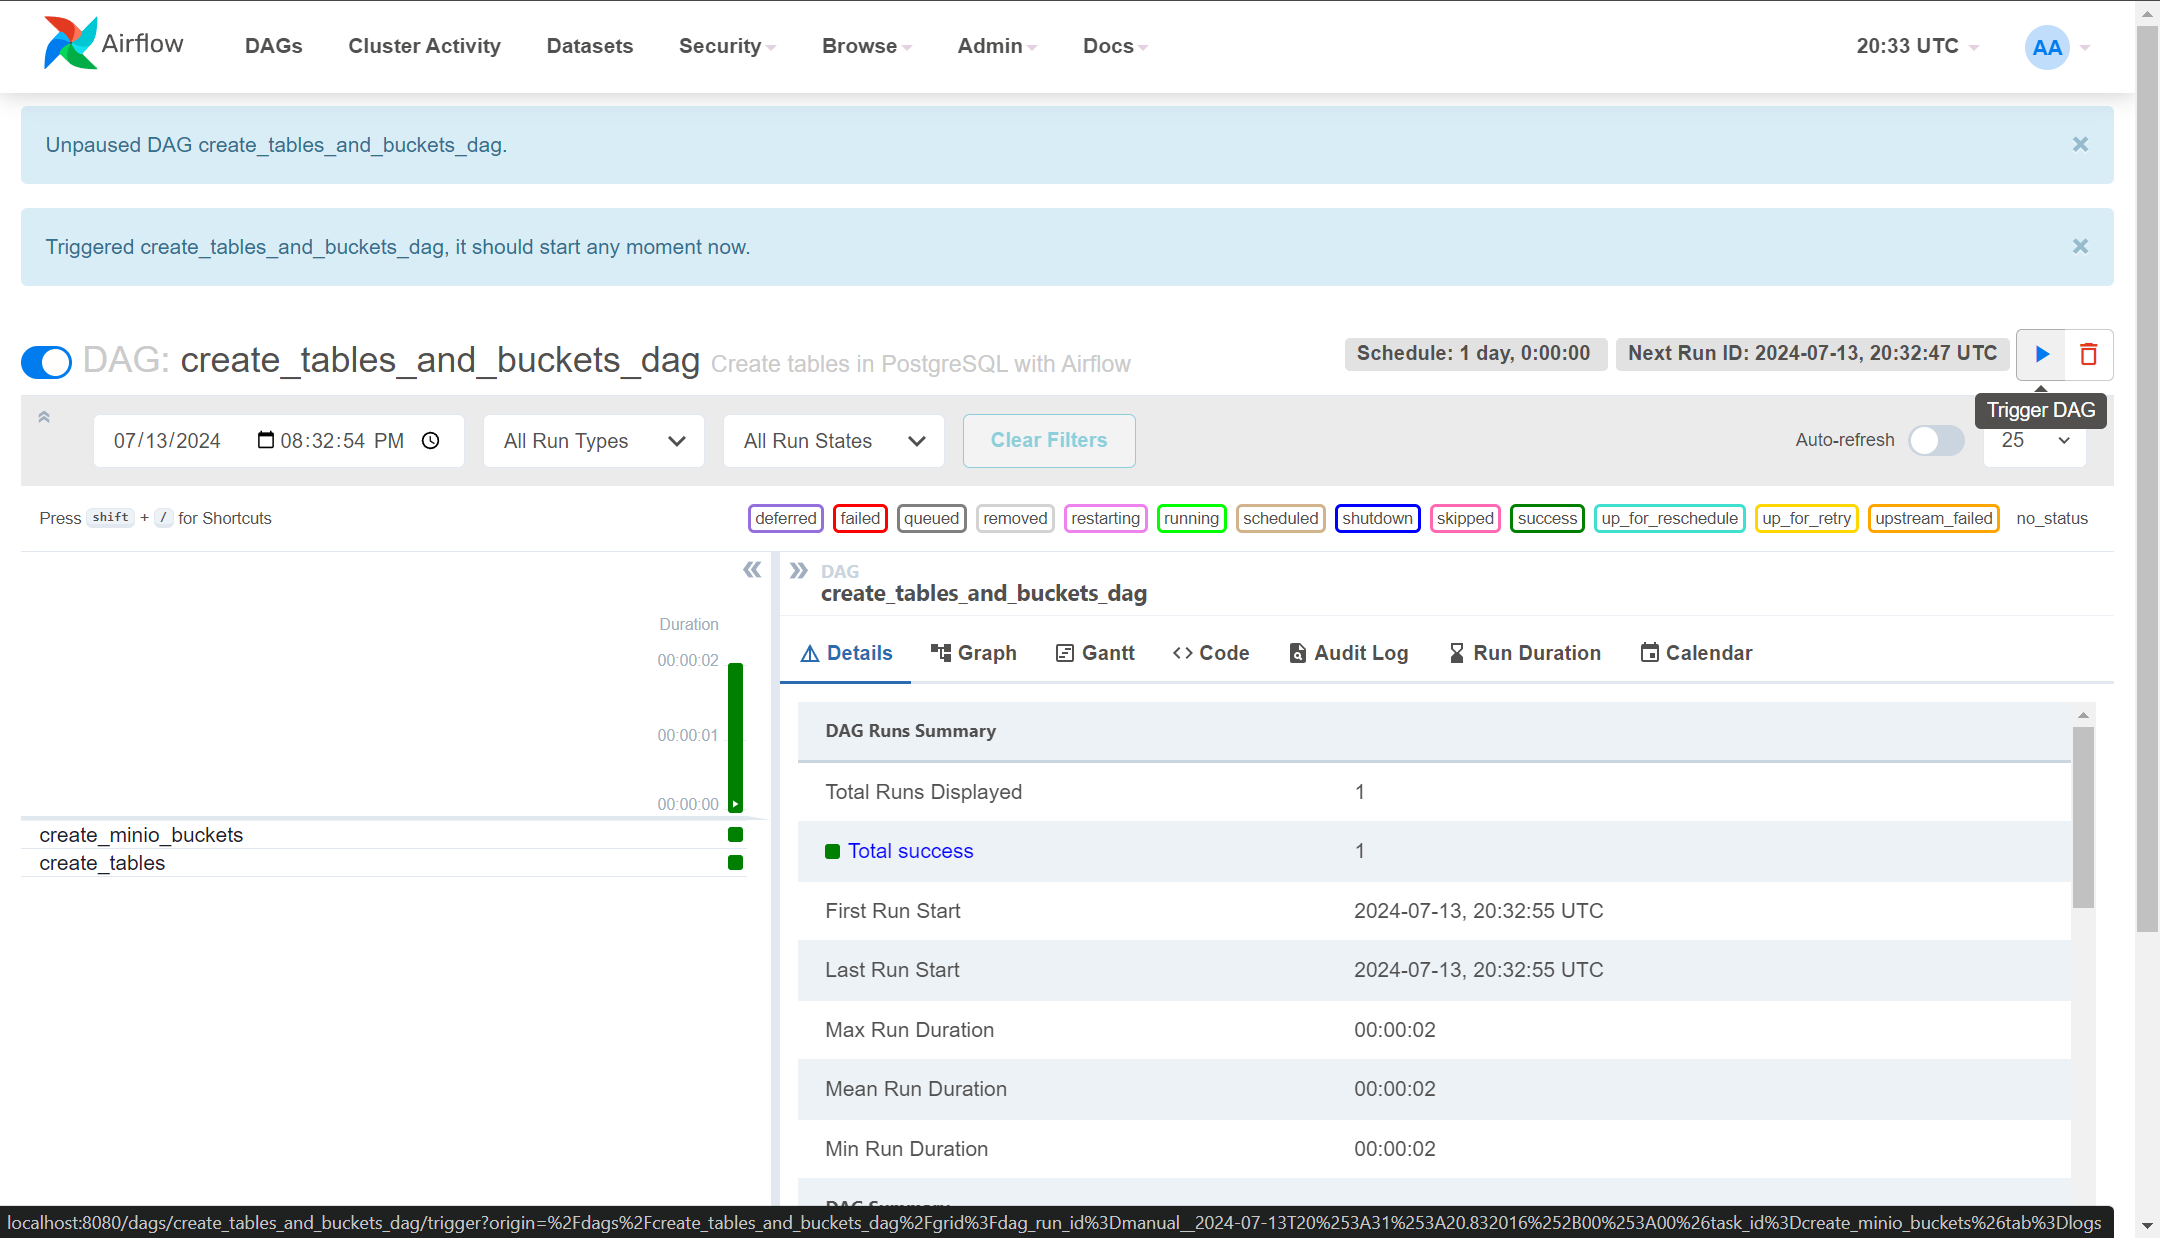 Airflow
DAGs Cluster Activity Datasets Security Browse Admin Docs 20:33 UTC AA
Unpaused DAG create_tables_and_buckets_dag. ×
Triggered create_tables_and_buckets_dag, it should start any moment now. ×
DAG: create_tables_and_buckets_dag Create tables in PostgreSQL with Airflow Schedule: 1 day, 0:00:00 Next Run ID: 2024-07-13, 20:32:47 UTC
Trigger DAG
07/13/2024 08:32:54 PM All Run Types All Run States Clear Filters Auto-refresh 25
Press shift + / for Shortcuts deferred failed queued removed restarting running scheduled shutdown skipped success up_for_reschedule up_for_retry upstream_failed no_status
Duration
00:00:02
00:00:01
00:00:00
create_minio_buckets
create_tables
DAG
create_tables_and_buckets_dag
Details Graph Gantt Code Audit Log Run Duration Calendar
DAG Runs Summary
Total Runs Displayed 1
Total success 1
First Run Start 2024-07-13, 20:32:55 UTC
Last Run Start 2024-07-13, 20:32:55 UTC
Max Run Duration 00:00:02
Mean Run Duration 00:00:02
Min Run Duration 00:00:02
DAG Summary
localhost:8080/dags/create_tables_and_buckets_dag/trigger?origin=%2Fdags%2Fcreate_tables_and_buckets_dag%2Fgrid%3Fdag_run_id%3Dmanual__2024-07-13T20%253A31%253A20.832016%252B00%253A00%26task_id%3Dcreate_minio_buckets%26tab%3Dlogs